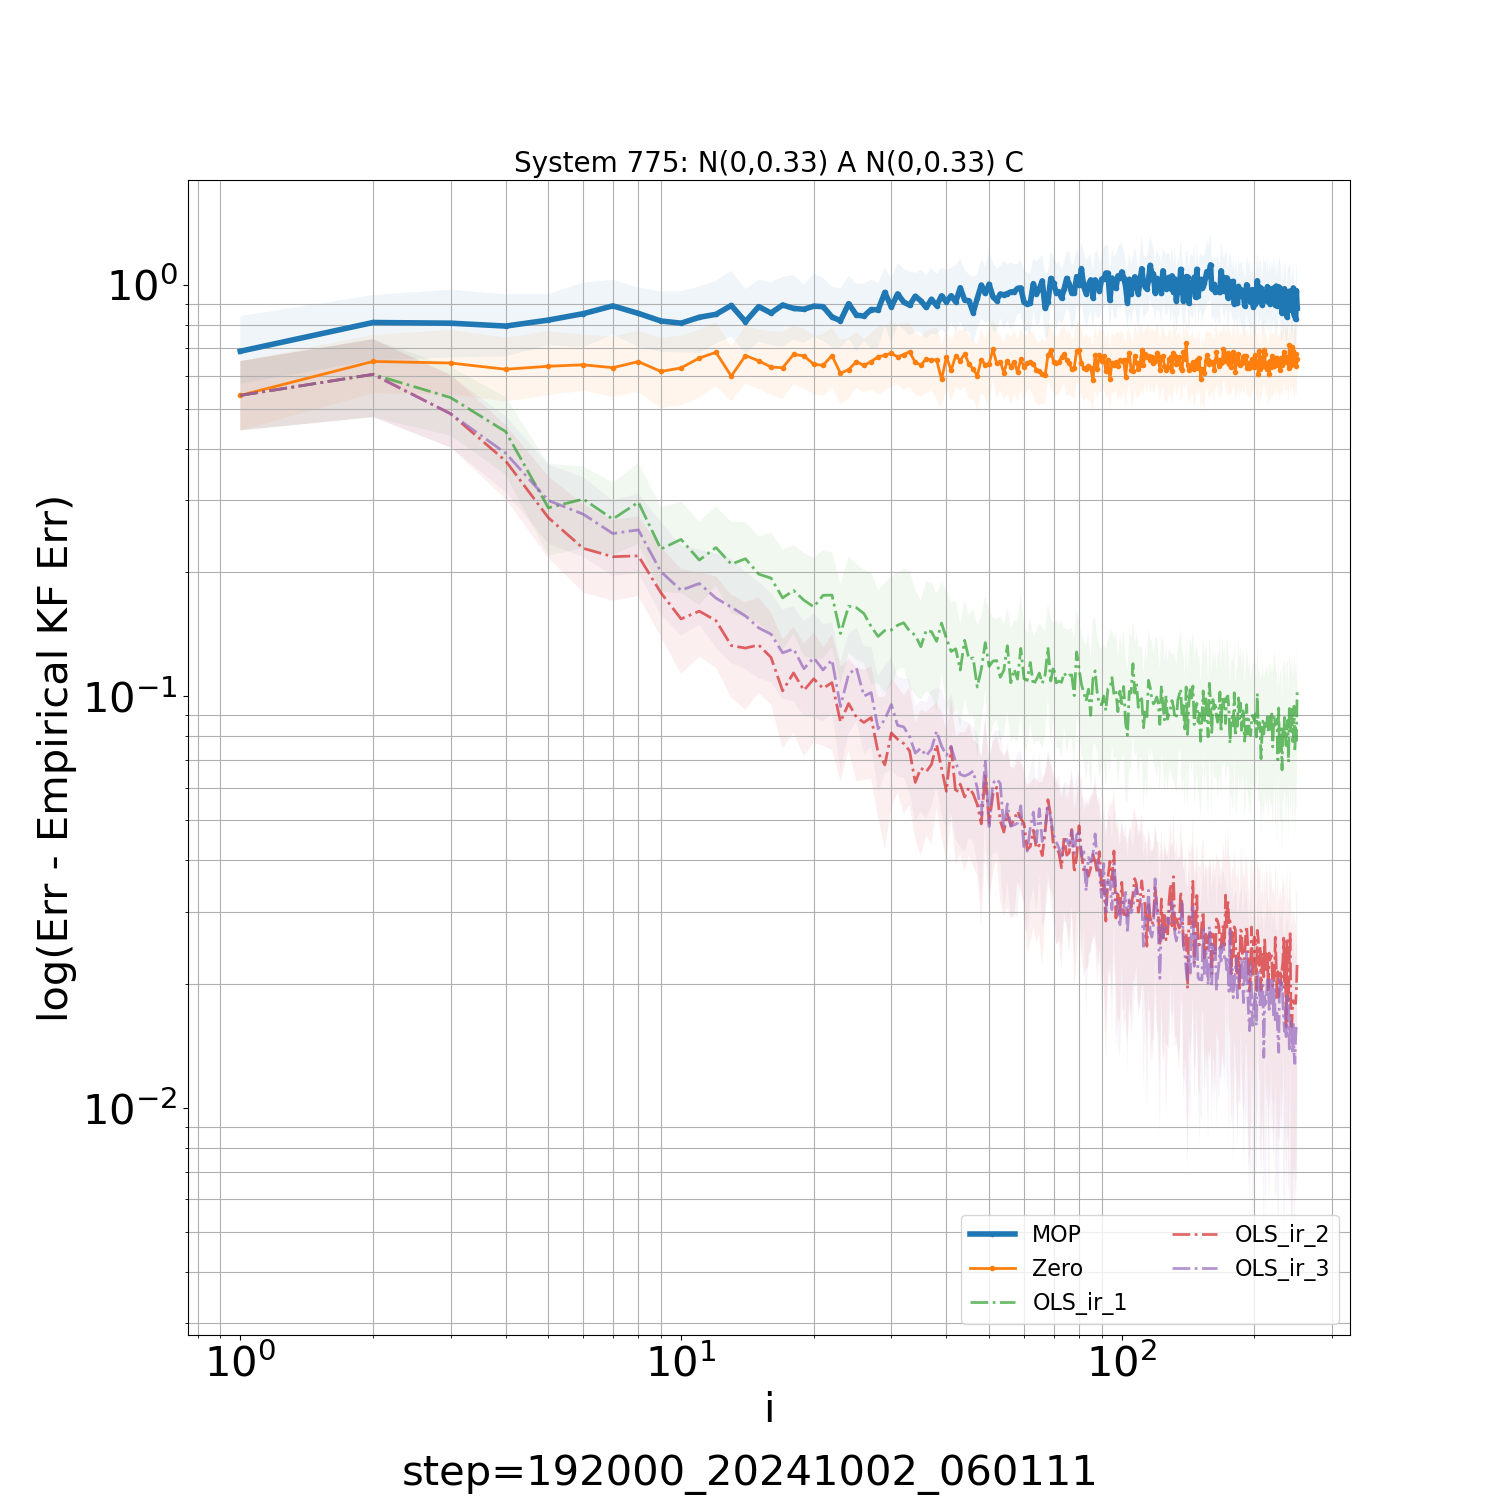 System 775: N(0,0.33) A N(0,0.33) C
log(Err - Empirical KF Err)
10⁰
10⁻¹
10⁻²
MOP
Zero
OLS_ir_1
OLS_ir_2
OLS_ir_3
10⁰ 10¹ 10²
i
step=192000_20241002_060111